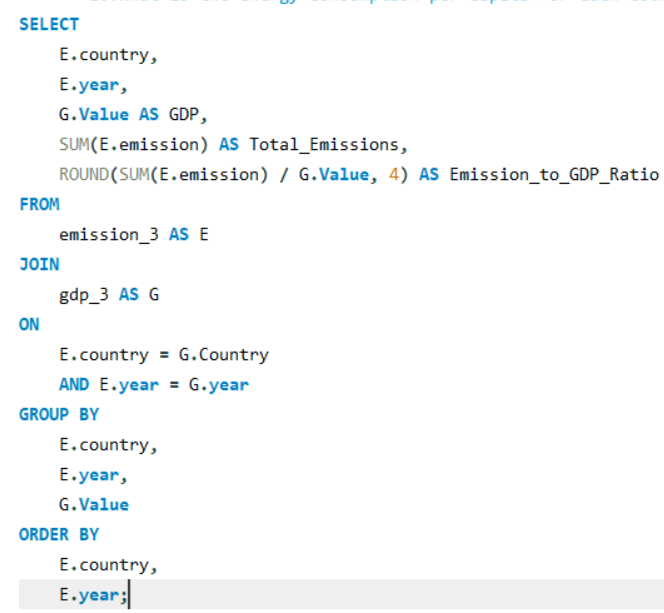 SELECT
E.country,
E.year,
G.Value AS GDP,
SUM(E.emission) AS Total_Emissions,
ROUND(SUM(E.emission) / G.Value, 4) AS Emission_to_GDP_Ratio
FROM
emission_3 AS E
JOIN
gdp_3 AS G
ON
E.country = G.Country
AND E.year = G.year
GROUP BY
E.country,
E.year,
G.Value
ORDER BY
E.country,
E.year;